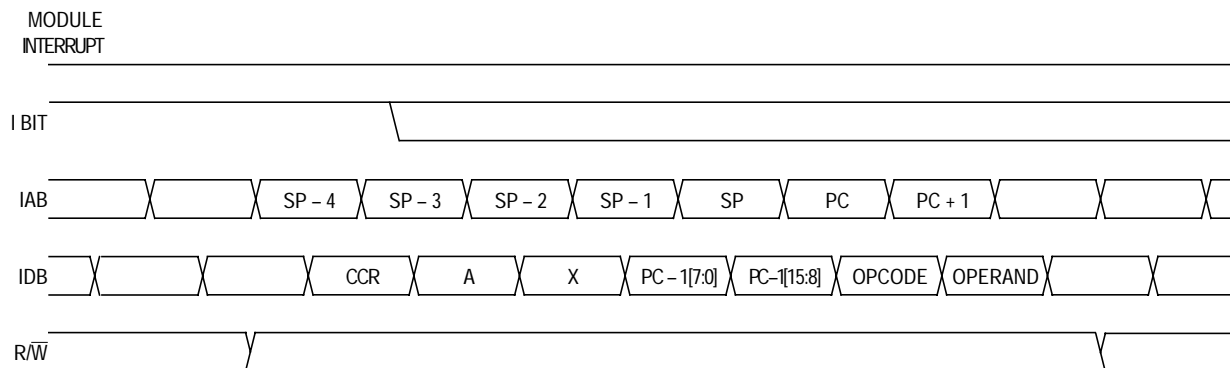 MODULE
INTERRUPT
I BIT
IAB SP – 4 SP – 3 SP – 2 SP – 1 SP PC PC + 1
IDB CCR A X PC – 1[7:0] PC–1[15:8] OPCODE OPERAND
R/W̅